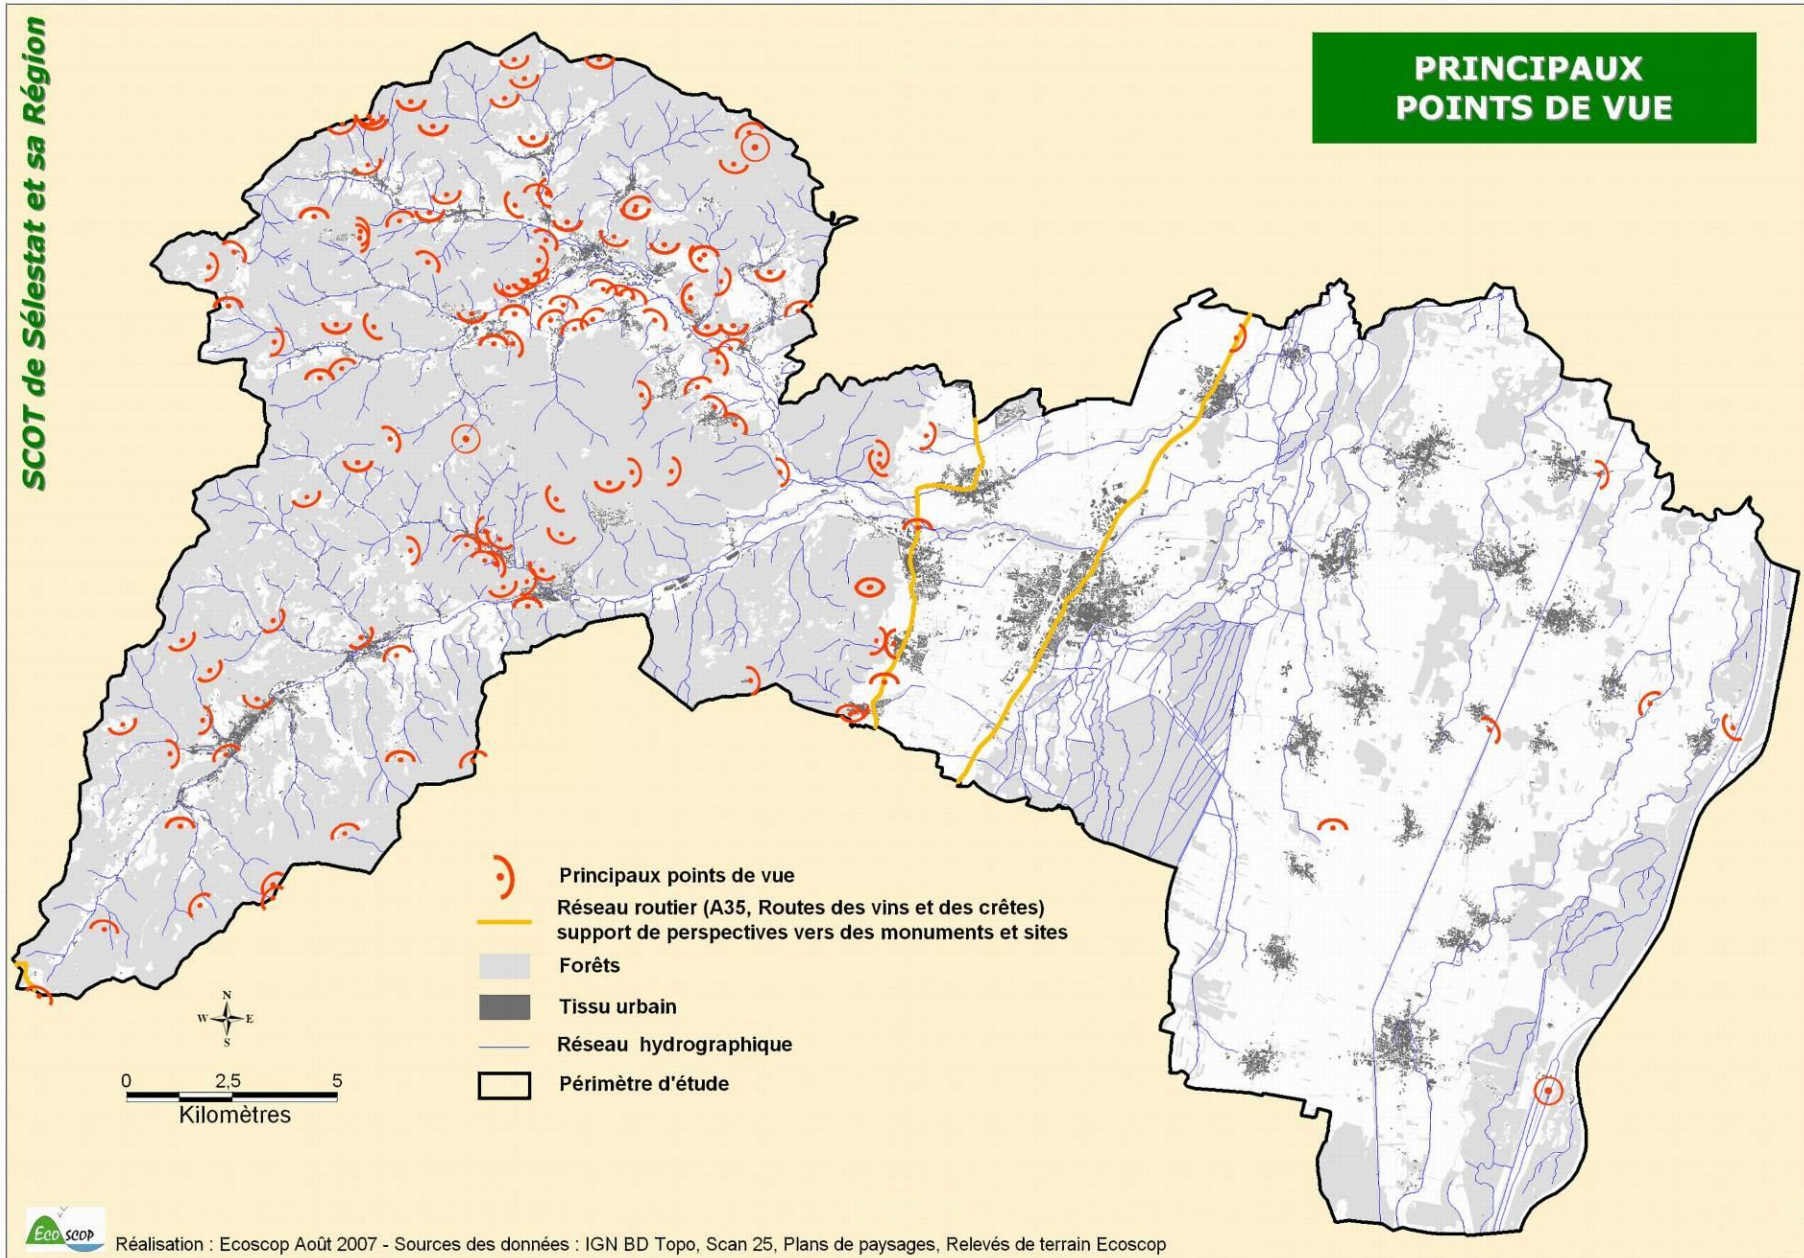 SCOT de Sélestat et sa Région
PRINCIPAUX
POINTS DE VUE
Principaux points de vue
Réseau routier (A35, Routes des vins et des crêtes)
support de perspectives vers des monuments et sites
Forêts
Tissu urbain
Réseau hydrographique
Périmètre d'étude
N
W E
S
0 2,5 5
Kilomètres
ECO SCOP
Réalisation : Ecoscop Août 2007 - Sources des données : IGN BD Topo, Scan 25, Plans de paysages, Relevés de terrain Ecoscop